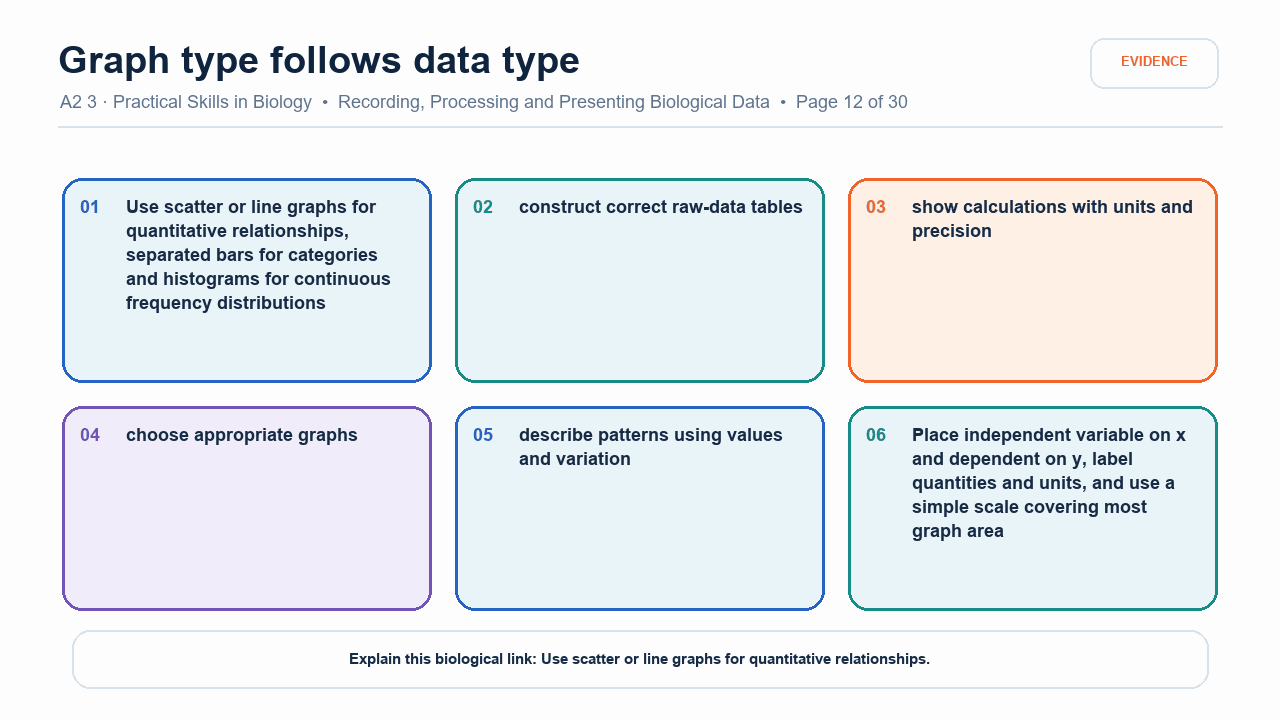 Graph type follows data type
EVIDENCE
A2 3 · Practical Skills in Biology • Recording, Processing and Presenting Biological Data • Page 12 of 30
01
Use scatter or line graphs for
quantitative relationships,
separated bars for categories
and histograms for continuous
frequency distributions
02
construct correct raw-data tables
03
show calculations with units and
precision
04
choose appropriate graphs
05
describe patterns using values
and variation
06
Place independent variable on x
and dependent on y, label
quantities and units, and use a
simple scale covering most
graph area
Explain this biological link: Use scatter or line graphs for quantitative relationships.